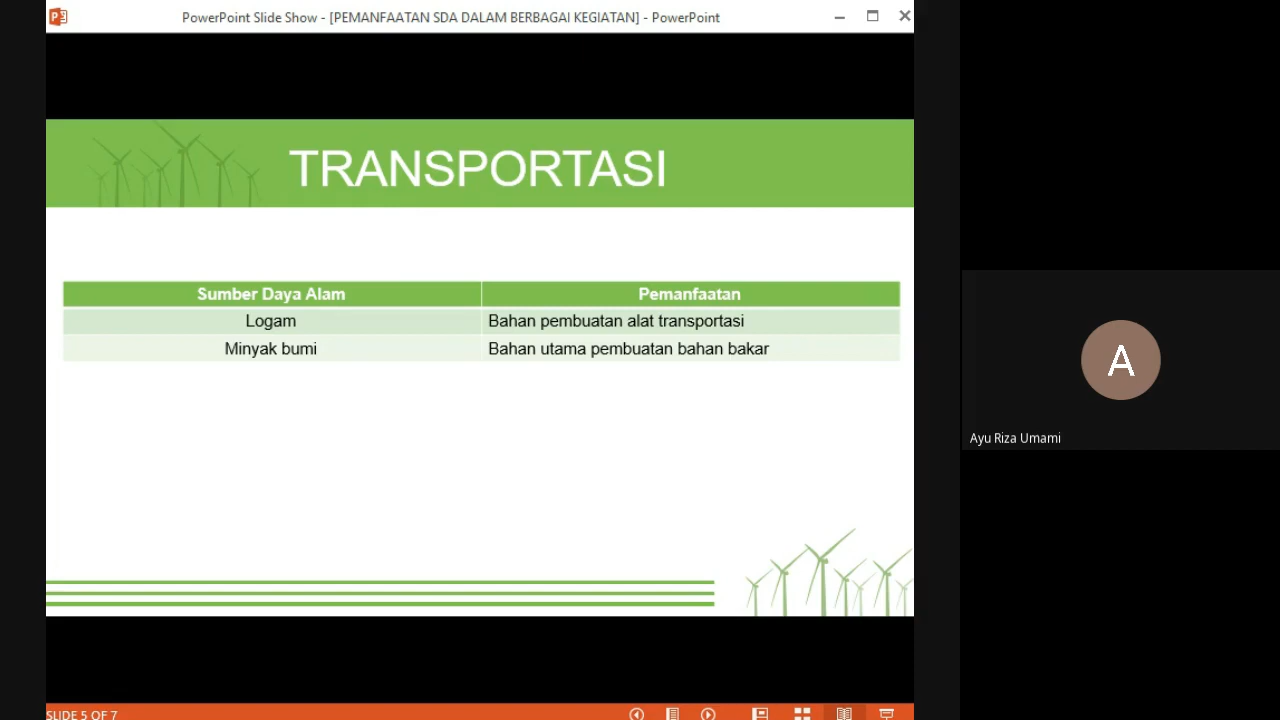 PowerPoint Slide Show - [PEMANFAATAN SDA DALAM BERBAGAI KEGIATAN] - PowerPoint
TRANSPORTASI
Sumber Daya Alam Pemanfaatan
Logam Bahan pembuatan alat transportasi
Minyak bumi Bahan utama pembuatan bahan bakar
A
Ayu Riza Umami
SLIDE 5 OF 7